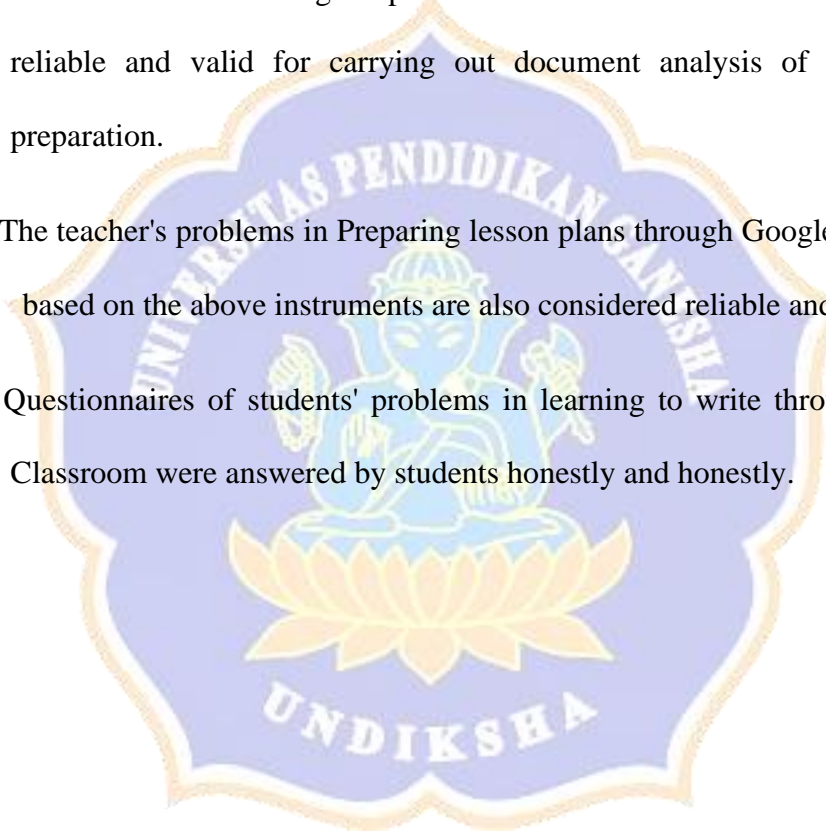 reliable and valid for carrying out document analysis of
preparation.
The teacher's problems in Preparing lesson plans through Google
based on the above instruments are also considered reliable and
Questionnaires of students' problems in learning to write thro
Classroom were answered by students honestly and honestly.
UNIVERSITAS PENDIDIKAN GANESHA
UNDIKSHA